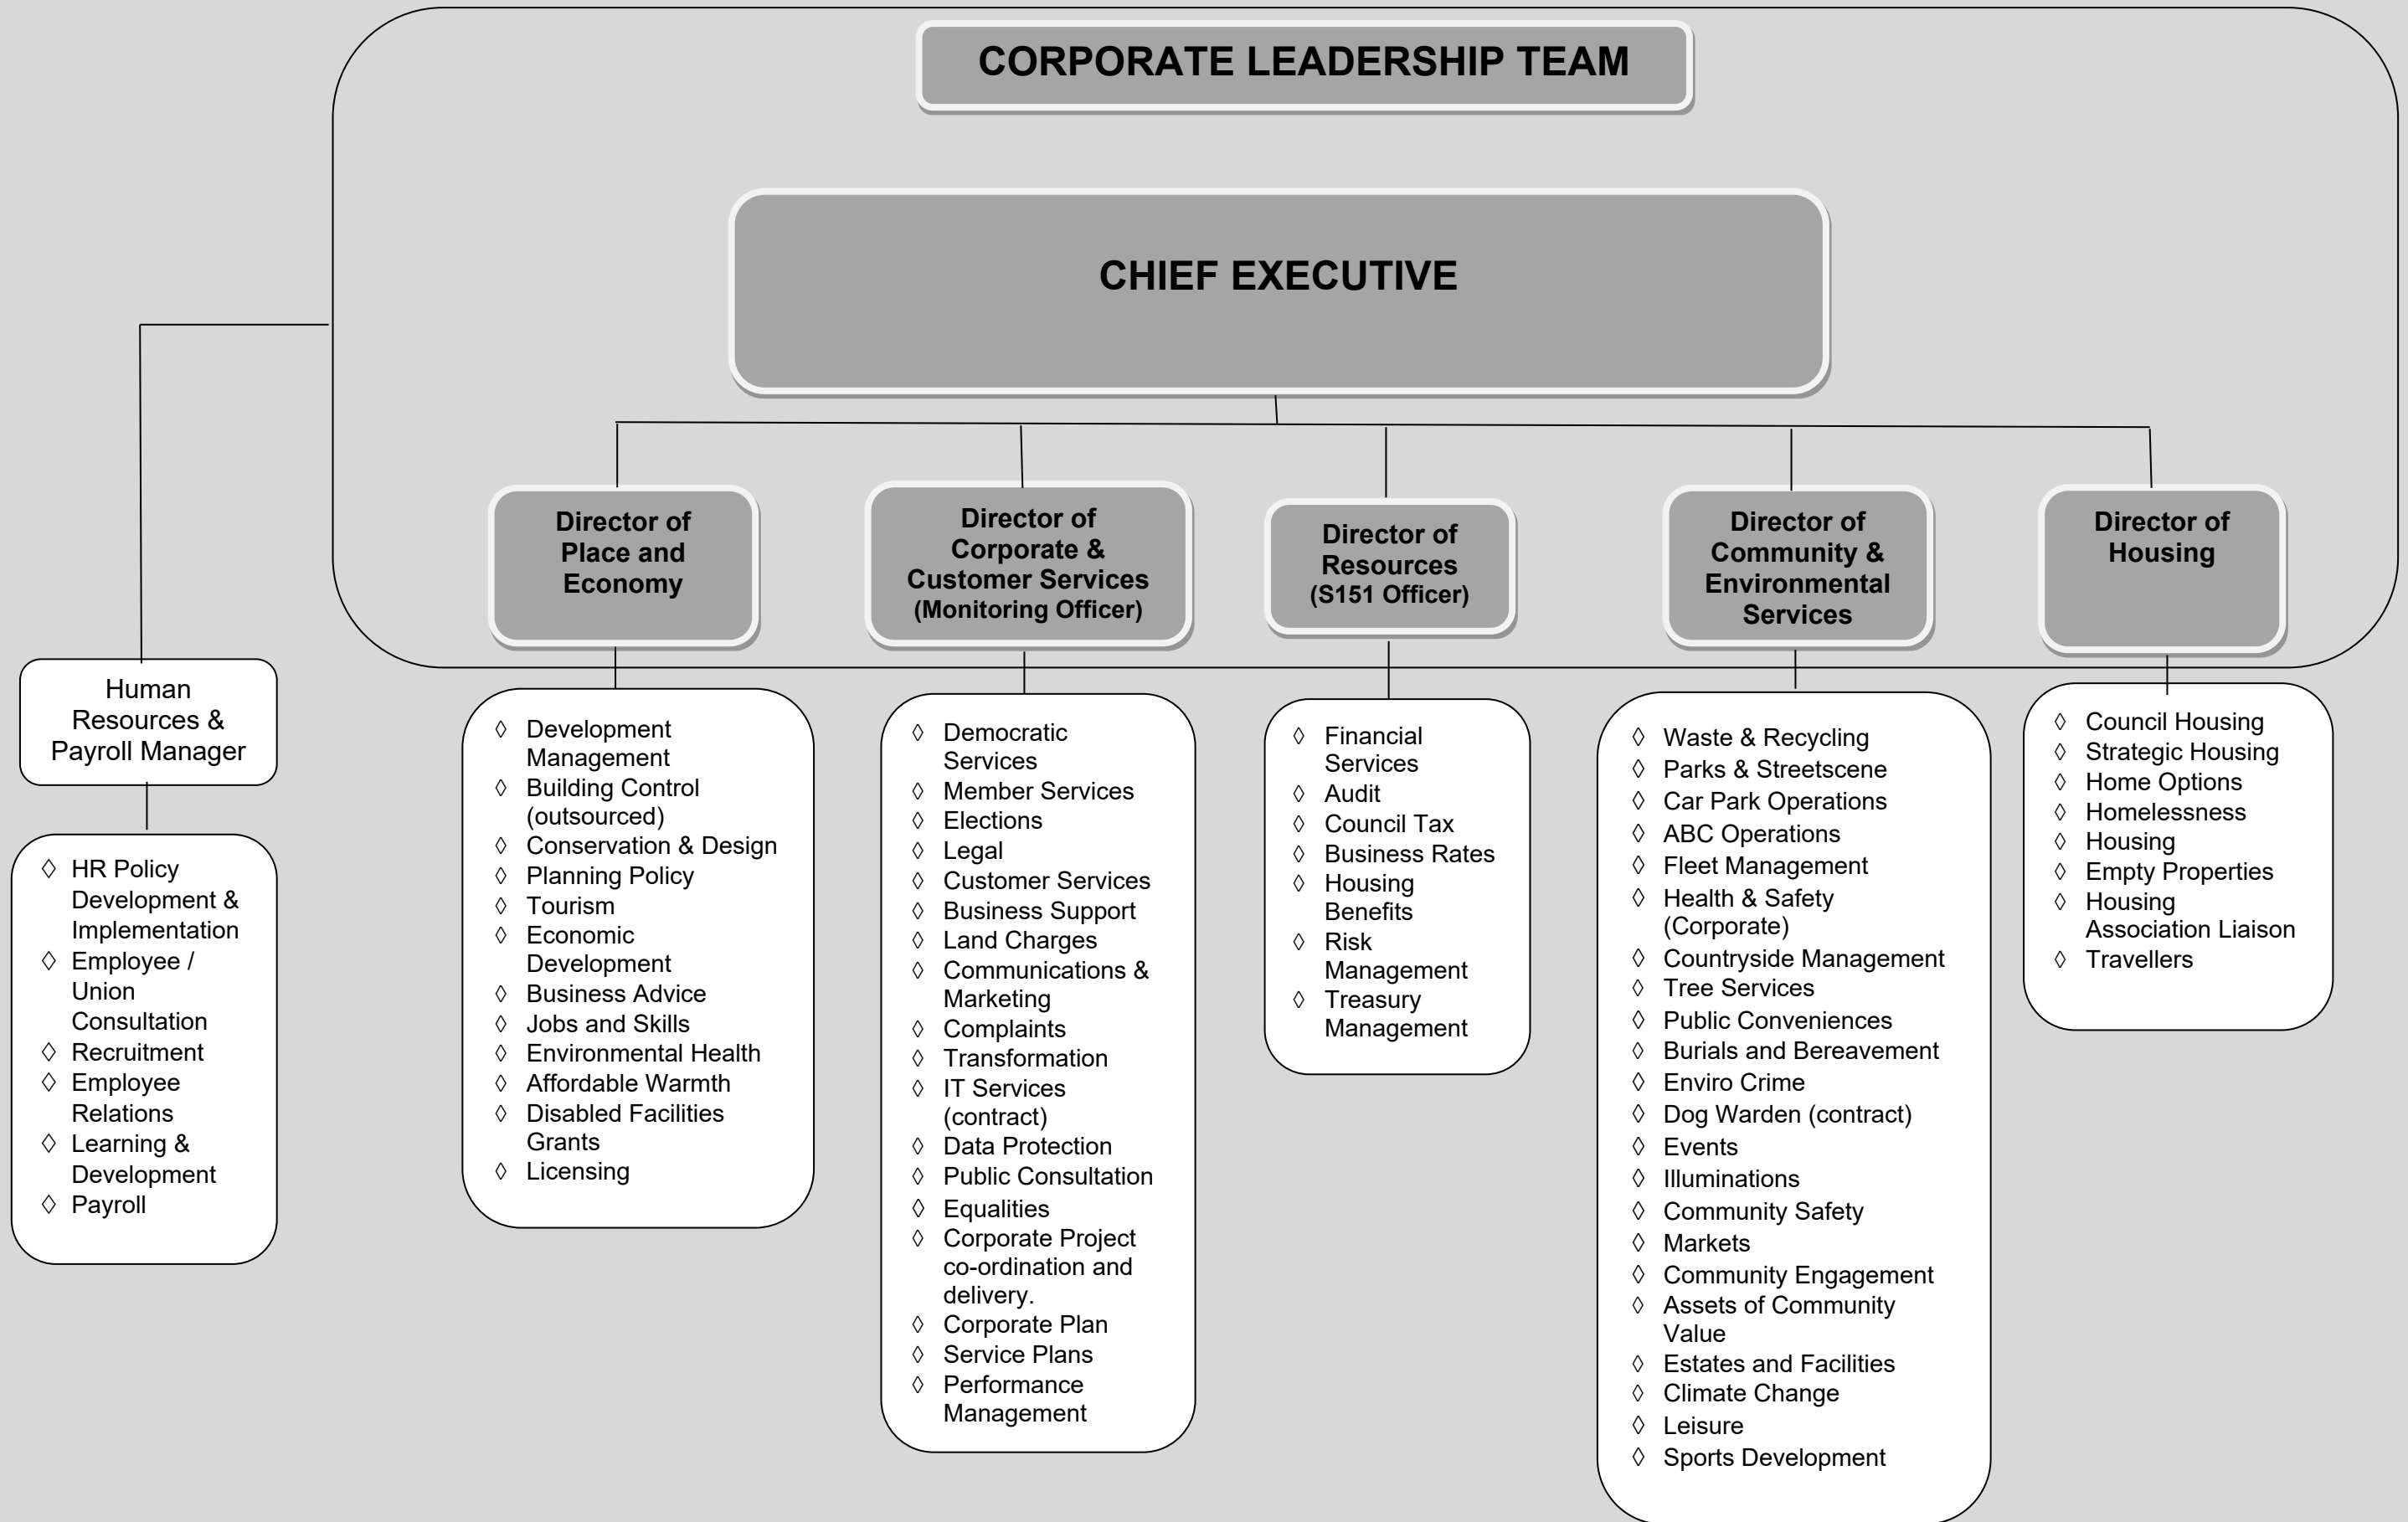 CORPORATE LEADERSHIP TEAM
CHIEF EXECUTIVE
Director of
Place and
Economy
Director of
Corporate &
Customer Services
(Monitoring Officer)
Director of
Resources
(S151 Officer)
Director of
Community &
Environmental
Services
Director of
Housing
Human
Resources &
Payroll Manager
◊ HR Policy
Development &
Implementation
◊ Employee /
Union
Consultation
◊ Recruitment
◊ Employee
Relations
◊ Learning &
Development
◊ Payroll
◊ Development
Management
◊ Building Control
(outsourced)
◊ Conservation & Design
◊ Planning Policy
◊ Tourism
◊ Economic
Development
◊ Business Advice
◊ Jobs and Skills
◊ Environmental Health
◊ Affordable Warmth
◊ Disabled Facilities
Grants
◊ Licensing
◊ Democratic
Services
◊ Member Services
◊ Elections
◊ Legal
◊ Customer Services
◊ Business Support
◊ Land Charges
◊ Communications &
Marketing
◊ Complaints
◊ Transformation
◊ IT Services
(contract)
◊ Data Protection
◊ Public Consultation
◊ Equalities
◊ Corporate Project
co-ordination and
delivery.
◊ Corporate Plan
◊ Service Plans
◊ Performance
Management
◊ Financial
Services
◊ Audit
◊ Council Tax
◊ Business Rates
◊ Housing
Benefits
◊ Risk
Management
◊ Treasury
Management
◊ Waste & Recycling
◊ Parks & Streetscene
◊ Car Park Operations
◊ ABC Operations
◊ Fleet Management
◊ Health & Safety
(Corporate)
◊ Countryside Management
◊ Tree Services
◊ Public Conveniences
◊ Burials and Bereavement
◊ Enviro Crime
◊ Dog Warden (contract)
◊ Events
◊ Illuminations
◊ Community Safety
◊ Markets
◊ Community Engagement
◊ Assets of Community
Value
◊ Estates and Facilities
◊ Climate Change
◊ Leisure
◊ Sports Development
◊ Council Housing
◊ Strategic Housing
◊ Home Options
◊ Homelessness
◊ Housing
◊ Empty Properties
◊ Housing
Association Liaison
◊ Travellers